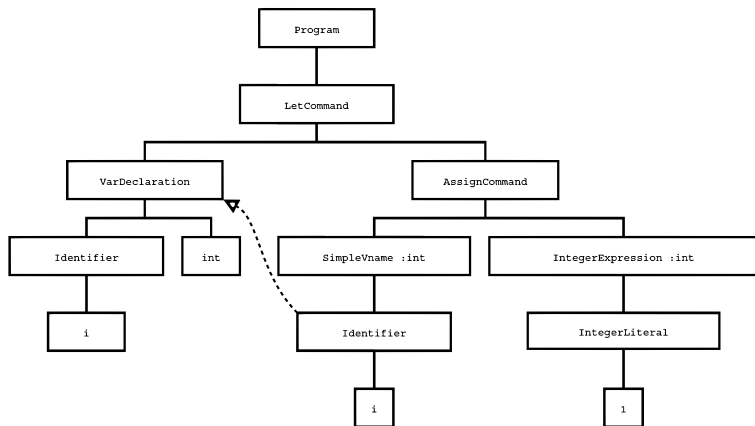 Program
LetCommand
VarDeclaration
AssignCommand
Identifier
int
SimpleVname :int
IntegerExpression :int
i
Identifier
IntegerLiteral
i
1